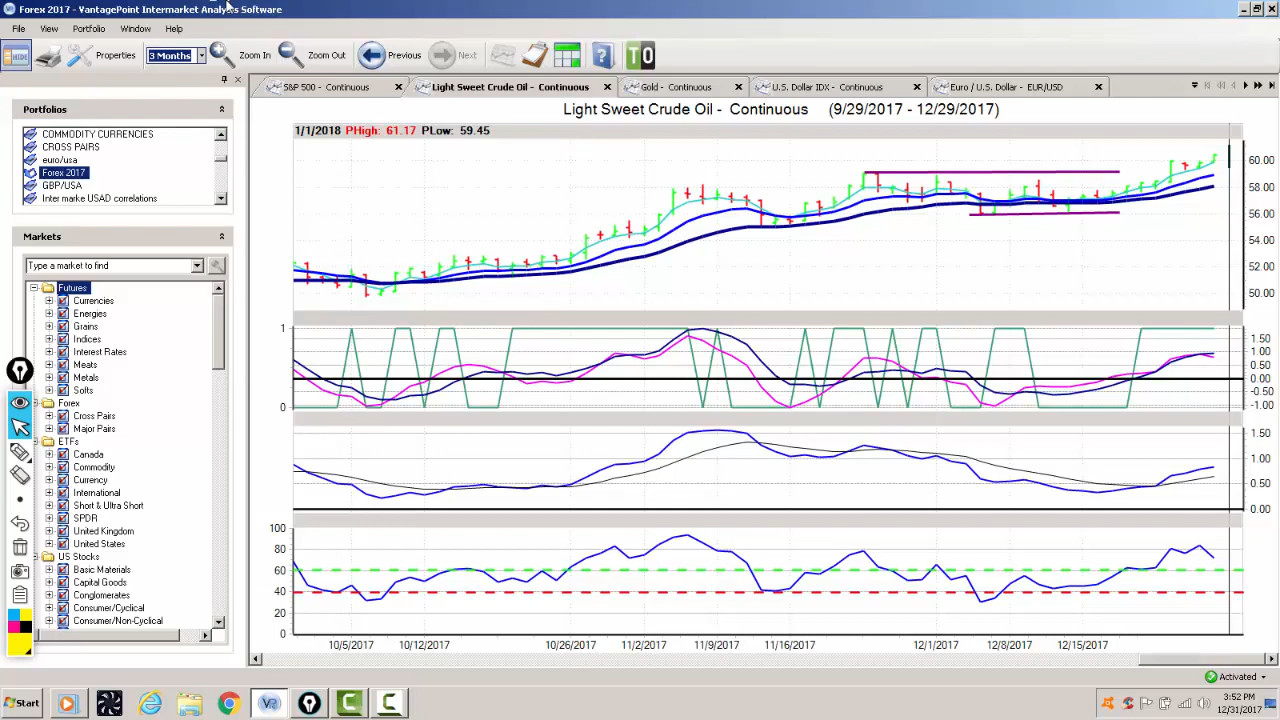 Forex 2017 - VantagePoint Intermarket Analysis Software
File View Portfolio Window Help
HIDE Properties 3 Months Zoom In Zoom Out Previous Next ? TO
S&P 500 - Continuous Light Sweet Crude Oil - Continuous Gold - Continuous U.S. Dollar IDX - Continuous Euro / U.S. Dollar - EUR/USD
Portfolios
COMMODITY CURRENCIES
CROSS PAIRS
euro/usa
Forex 2017
GBP/USA
Inter marke USAD correlations
Markets
Type a market to find
Futures
Currencies
Energies
Grains
Indices
Interest Rates
Meats
Metals
Softs
Forex
Cross Pairs
Major Pairs
ETFs
Canada
Commodity
Currency
International
Short & Ultra Short
SPDR
United Kingdom
United States
US Stocks
Basic Materials
Capital Goods
Conglomerates
Consumer/Cyclical
Consumer/Non-Cyclical
Light Sweet Crude Oil - Continuous (9/29/2017 - 12/29/2017)
1/1/2018 PHigh: 61.17 PLow: 59.45
60.00
58.00
56.00
54.00
52.00
50.00
1
0
1.50
1.00
0.50
0.00
-0.50
-1.00
1.50
1.00
0.50
0.00
100
80
60
40
20
0
10/5/2017 10/12/2017 10/26/2017 11/2/2017 11/9/2017 11/16/2017 12/1/2017 12/8/2017 12/15/2017
Activated
Start
3:52 PM
12/31/2017